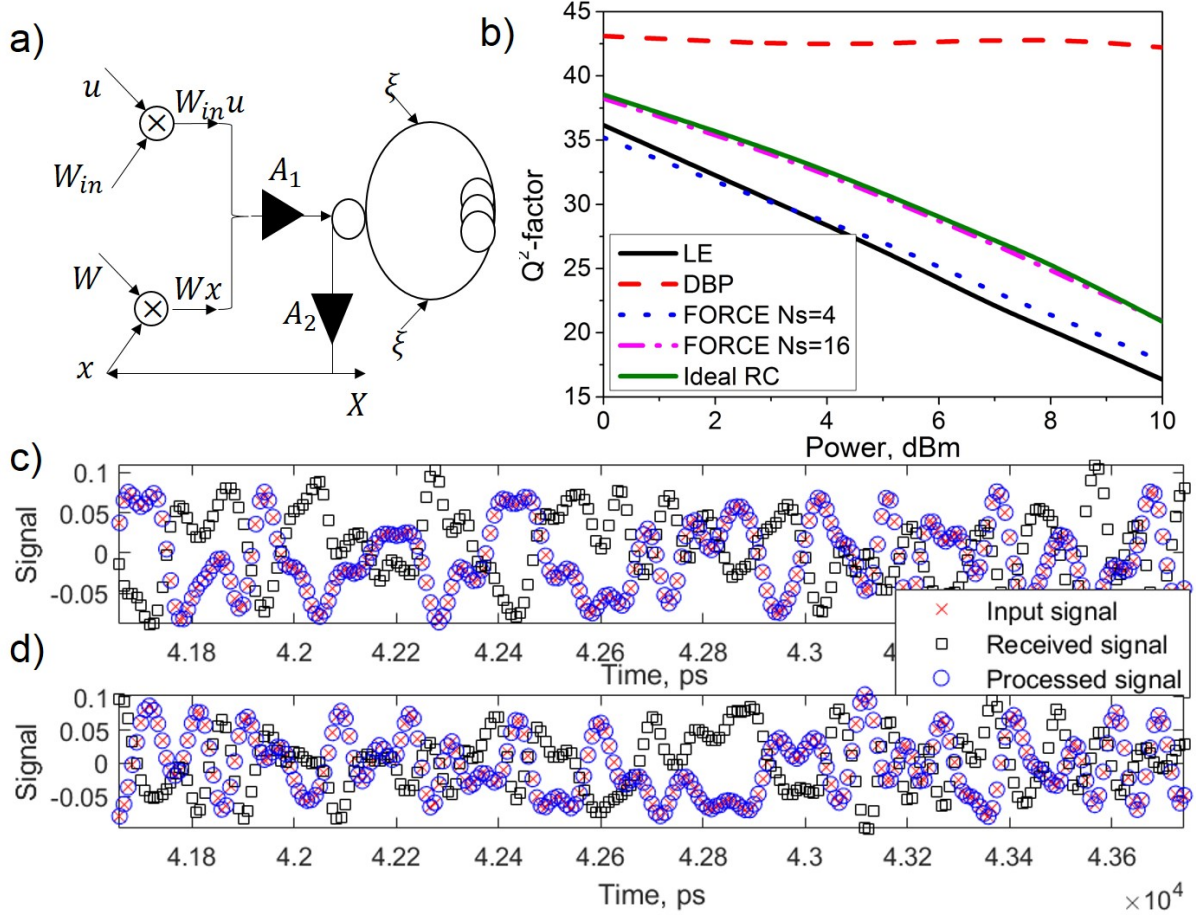 a)
u
W_in u
W_in
A_1
ξ
W
Wx
A_2
ξ
x
X
b)
45
40
35
30
25
20
15
Q²-factor
LE
DBP
FORCE Ns=4
FORCE Ns=16
Ideal RC
0 2 4 6 8 10
Power, dBm
c)
0.1
0.05
0
-0.05
Signal
4.18 4.2 4.22 4.24 4.26 4.28 4.3
Time, ps
Input signal
Received signal
Processed signal
d)
0.1
0.05
0
-0.05
Signal
4.18 4.2 4.22 4.24 4.26 4.28 4.3 4.32 4.34 4.36
Time, ps
×10⁴